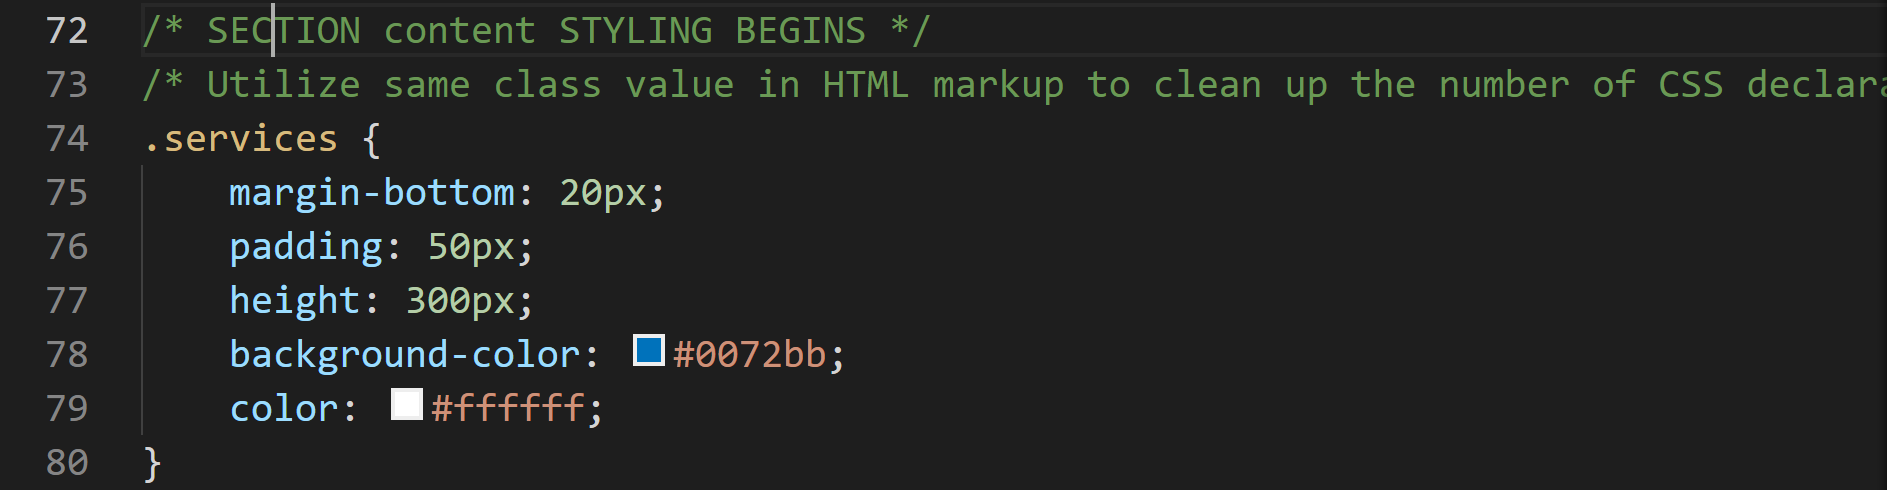 72 /* SECTION content STYLING BEGINS */
73 /* Utilize same class value in HTML markup to clean up the number of CSS
74 .services {
75 margin-bottom: 20px;
76 padding: 50px;
77 height: 300px;
78 background-color: #0072bb;
79 color: #ffffff;
80 }